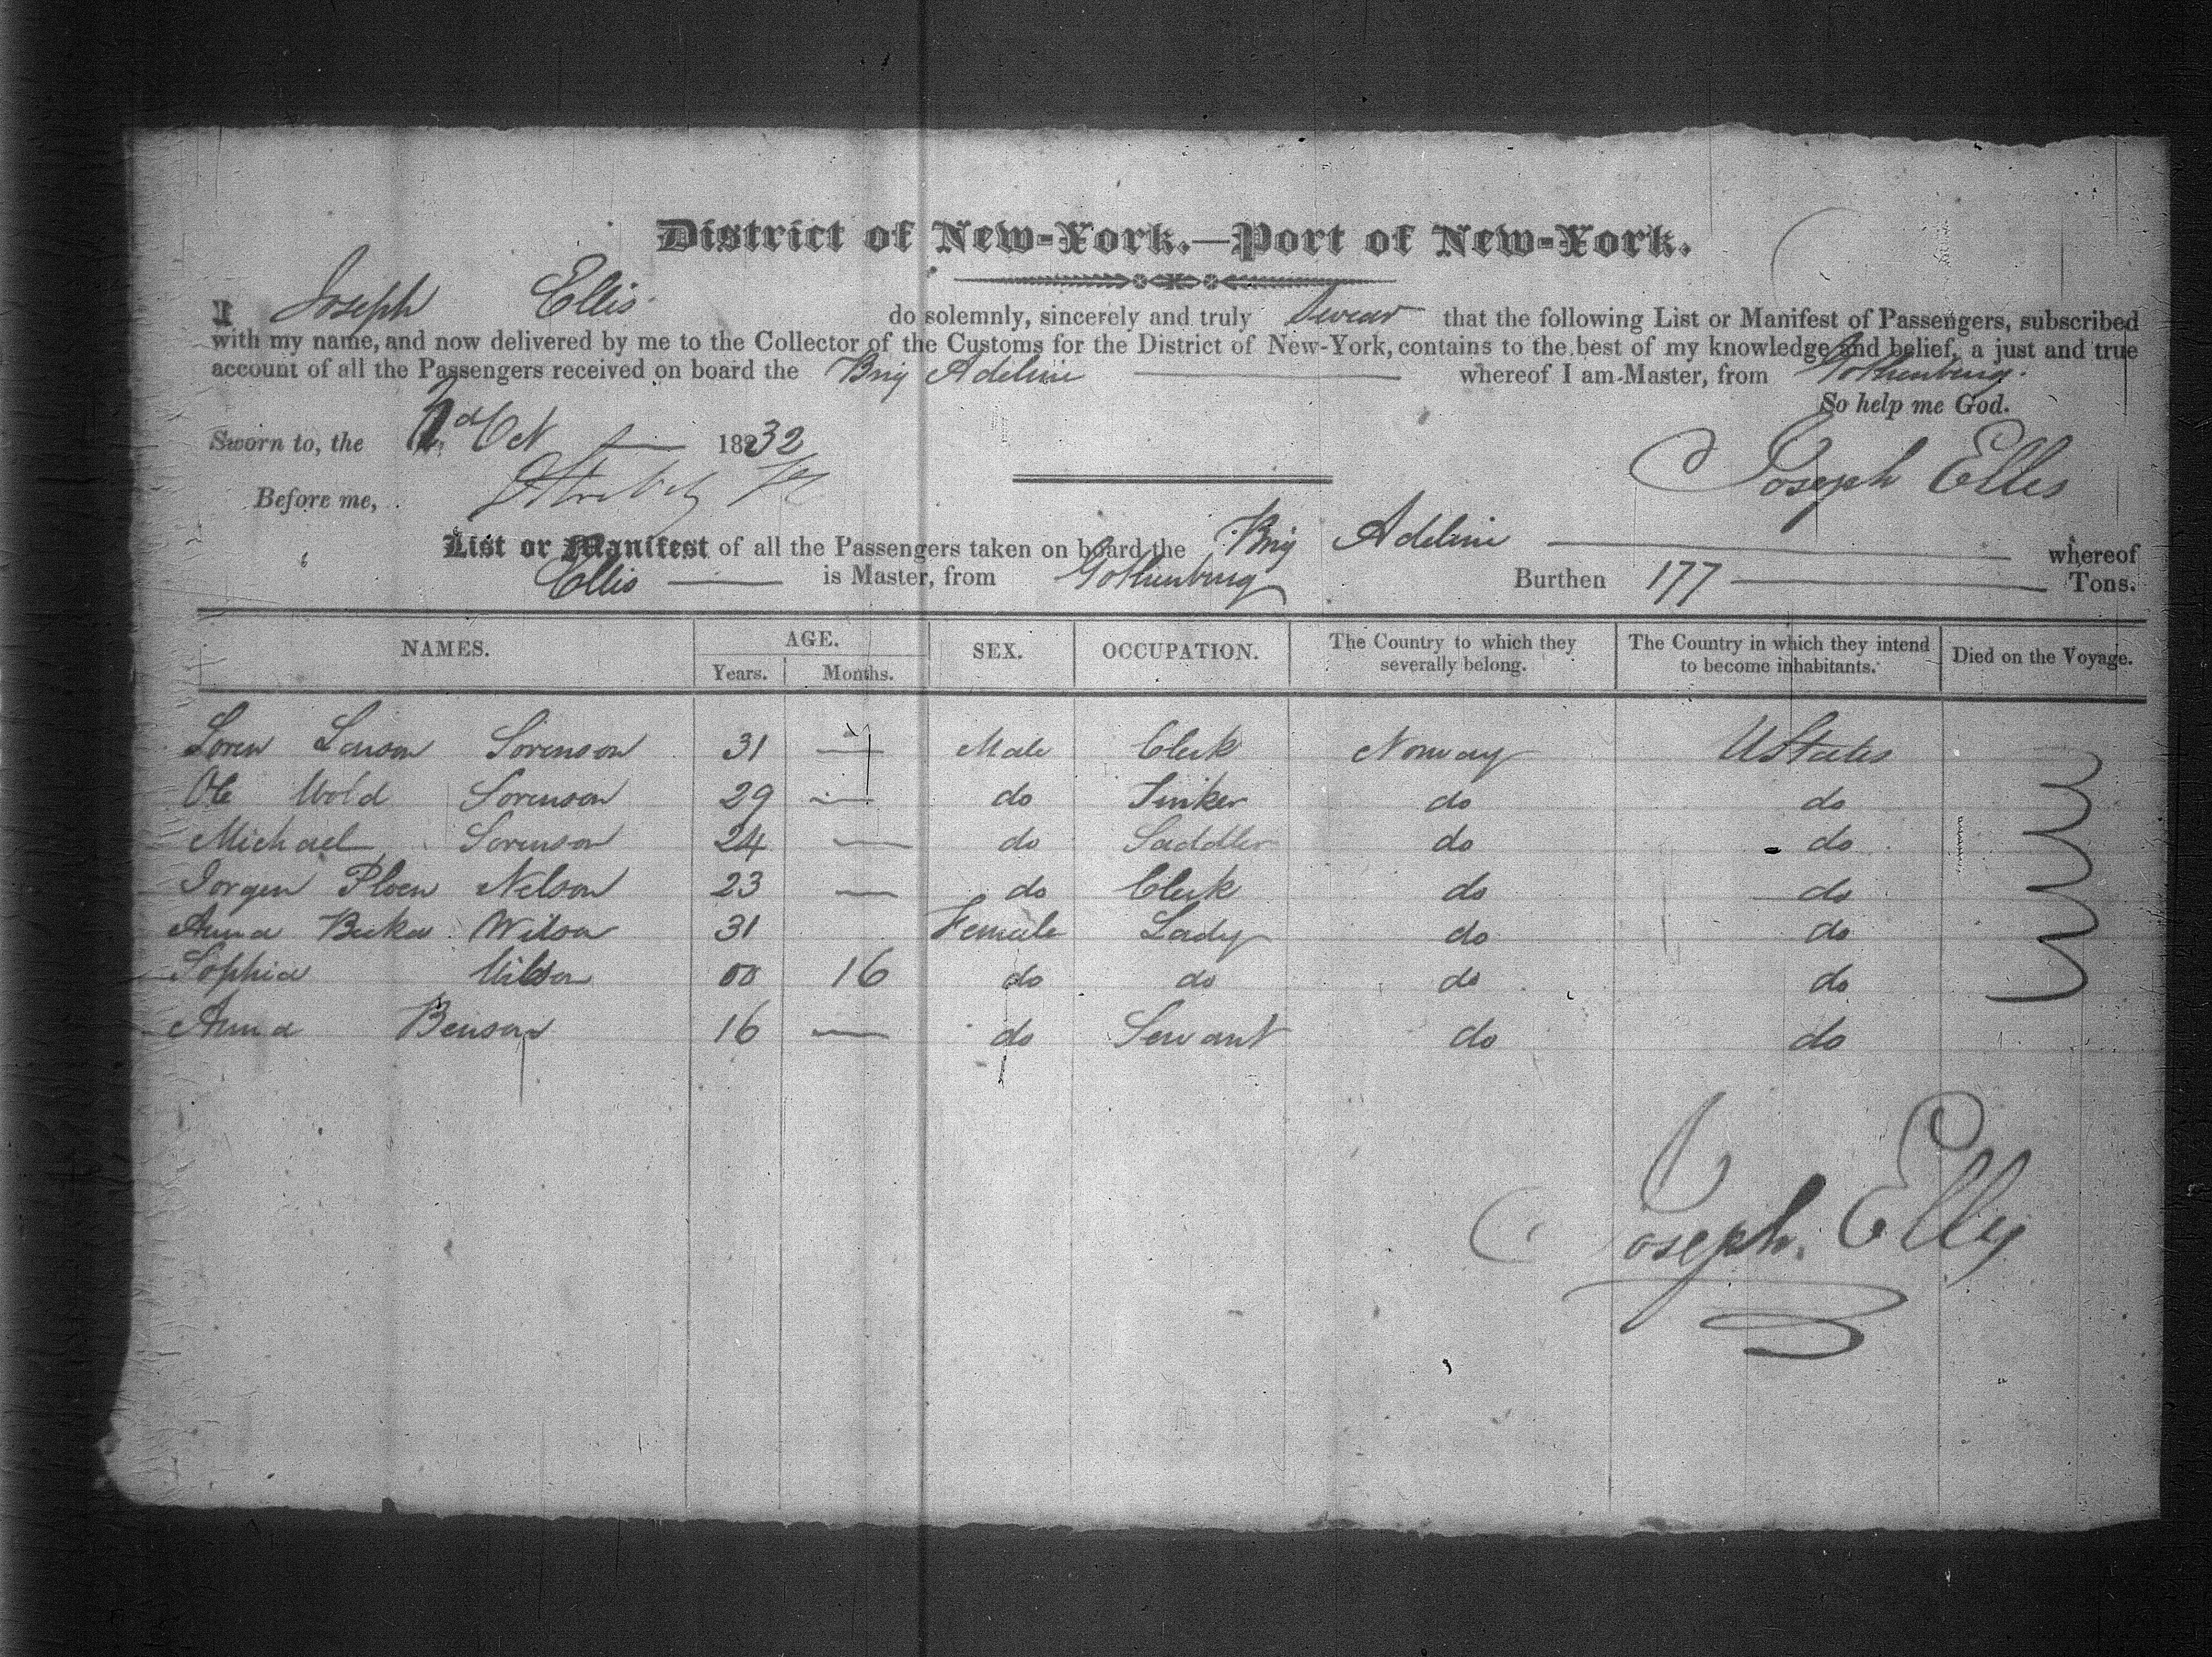 District of New-York.—Port of New-York.
I Joseph Ellis do solemnly, sincerely and truly Swear that the following List or Manifest of Passengers, subscribed
with my name, and now delivered by me to the Collector of the Customs for the District of New-York, contains to the best of my knowledge and belief, a just and true
account of all the Passengers received on board the Brig Adeline whereof I am Master, from Gothenburg.
So help me God.
Sworn to, the 2d Oct 1832
Joseph Ellis
Before me,
List or Manifest of all the Passengers taken on board the Brig Adeline whereof
Ellis is Master, from Gothenburg Burthen 177 Tons.
NAMES. AGE. Years. Months. SEX. OCCUPATION. The Country to which they severally belong. The Country in which they intend to become inhabitants. Died on the Voyage.
Soren Sorenson 31 — Male Clerk Norway UStates
Ole Wold Sorenson 29 — do Tinker do do
Michael Sorenson 24 — do Saddler do do
Jorgen Ploen Nelson 23 — do Clerk do do
Anna Wilson 31 Female Lady do do
Sophia Wilson 00 16 do do do do
Anna Benson 16 — do Servant do do
Joseph Ellis